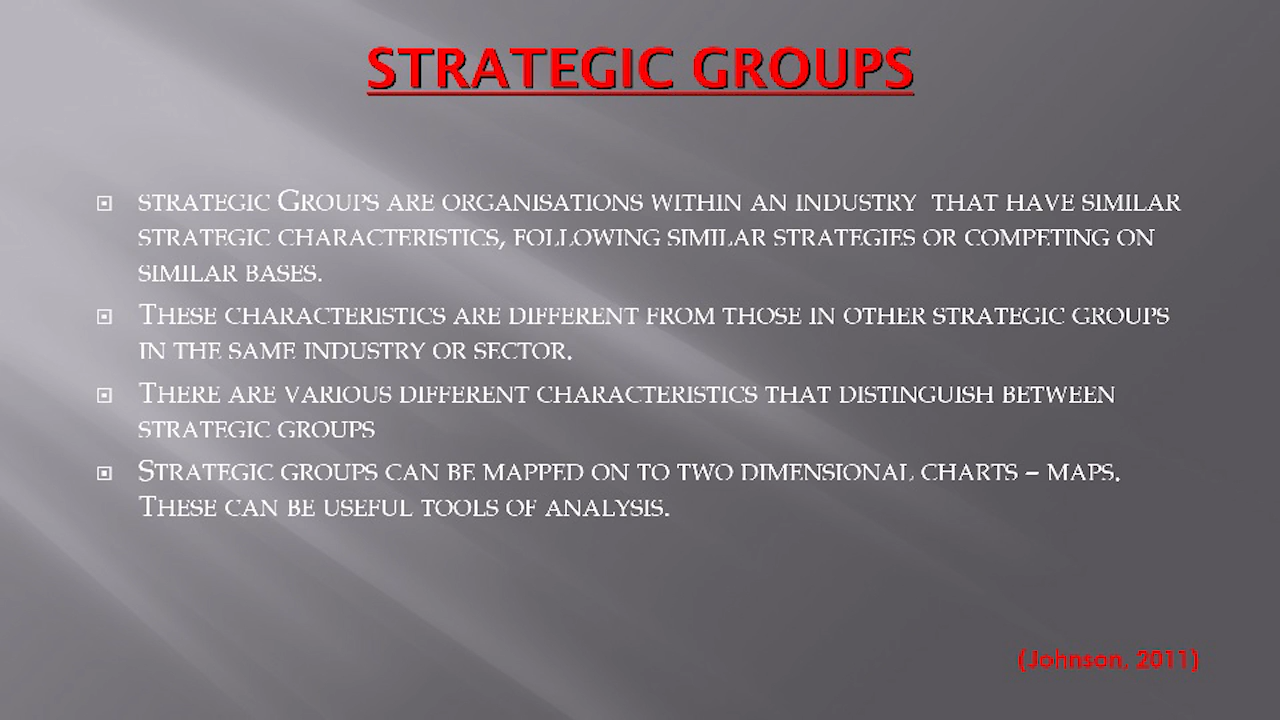 STRATEGIC GROUPS
STRATEGIC GROUPS ARE ORGANISATIONS WITHIN AN INDUSTRY THAT HAVE SIMILAR
STRATEGIC CHARACTERISTICS, FOLLOWING SIMILAR STRATEGIES OR COMPETING ON
SIMILAR BASES.
THESE CHARACTERISTICS ARE DIFFERENT FROM THOSE IN OTHER STRATEGIC GROUPS
IN THE SAME INDUSTRY OR SECTOR.
THERE ARE VARIOUS DIFFERENT CHARACTERISTICS THAT DISTINGUISH BETWEEN
STRATEGIC GROUPS
STRATEGIC GROUPS CAN BE MAPPED ON TO TWO DIMENSIONAL CHARTS – MAPS.
THESE CAN BE USEFUL TOOLS OF ANALYSIS.
(Johnson, 2011)